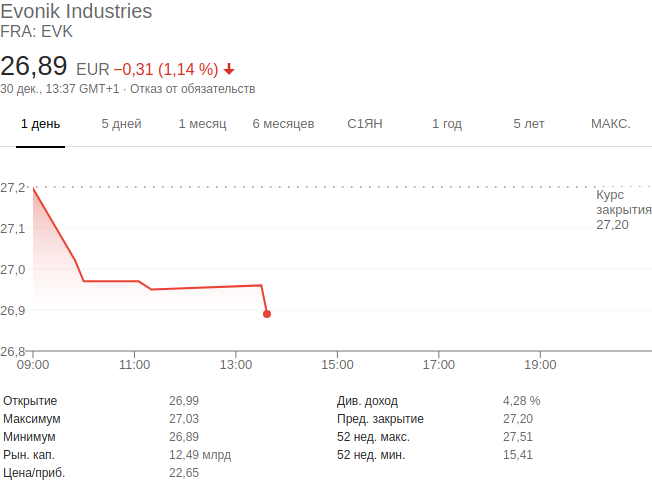 Evonik Industries
FRA: EVK
26,89 EUR −0,31 (1,14 %)
30 дек., 13:37 GMT+1 · Отказ от обязательств
1 день 5 дней 1 месяц 6 месяцев С1ЯН 1 год 5 лет МАКС.
27,2
Курс
закрытия
27,20
27,1
27,0
26,9
26,8
09:00 11:00 13:00 15:00 17:00 19:00
Открытие 26,99 Див. доход 4,28 %
Максимум 27,03 Пред. закрытие 27,20
Минимум 26,89 52 нед. макс. 27,51
Рын. кап. 12,49 млрд 52 нед. мин. 15,41
Цена/приб. 22,65